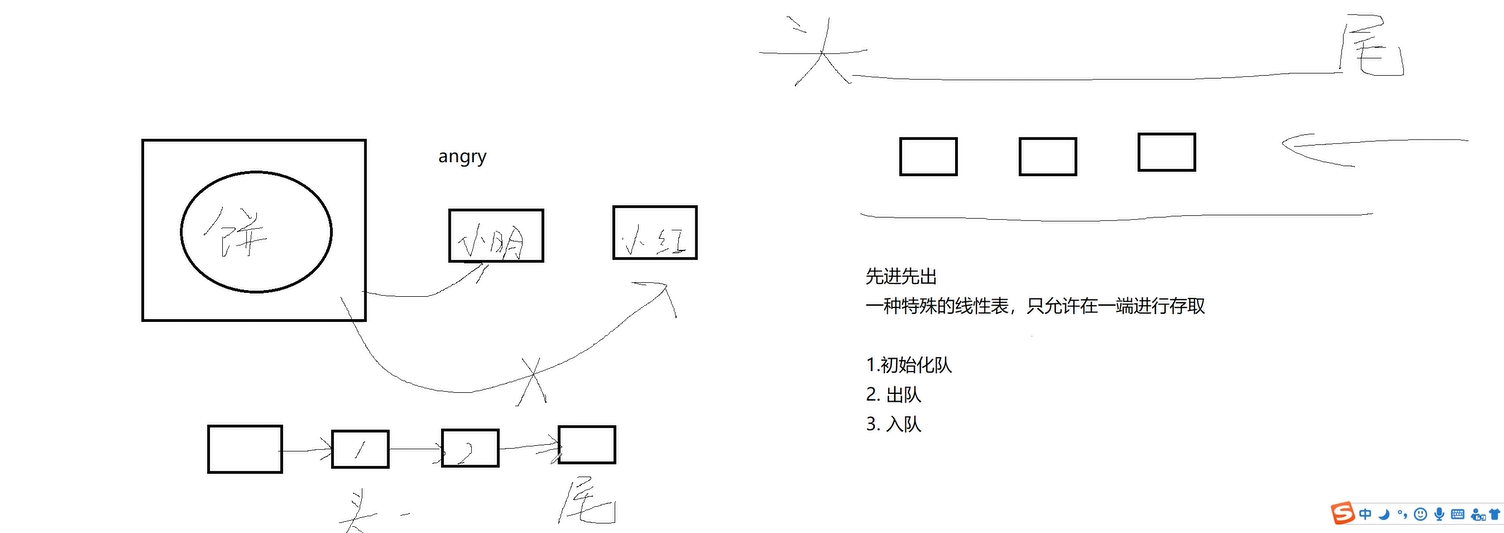 头
尾
angry
饼
小明
小红
先进先出
一种特殊的线性表，只允许在一端进行存取
1.初始化队
2. 出队
3. 入队
1
2
头
尾
S中